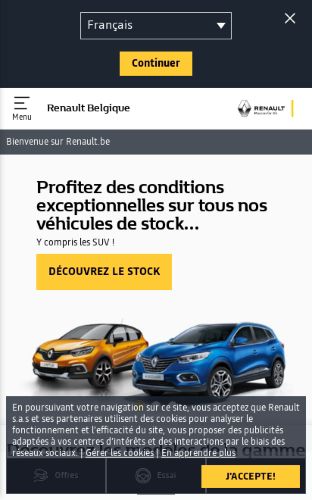 Français
Continuer
Menu
Renault Belgique
RENAULT
Bienvenue sur Renault.be
Profitez des conditions
exceptionnelles sur tous nos
véhicules de stock...
Y compris les SUV !
DÉCOUVREZ LE STOCK
En poursuivant votre navigation sur ce site, vous acceptez que Renault
s.a.s et ses partenaires utilisent des cookies pour analyser le
fonctionnement et l'efficacité du site, vous proposer des publicités
adaptées à vos centres d'intérêts et des interactions par le biais des
réseaux sociaux. | Gérer les cookies | En apprendre plus
gamme
Offres
Essai
J'ACCEPTE!